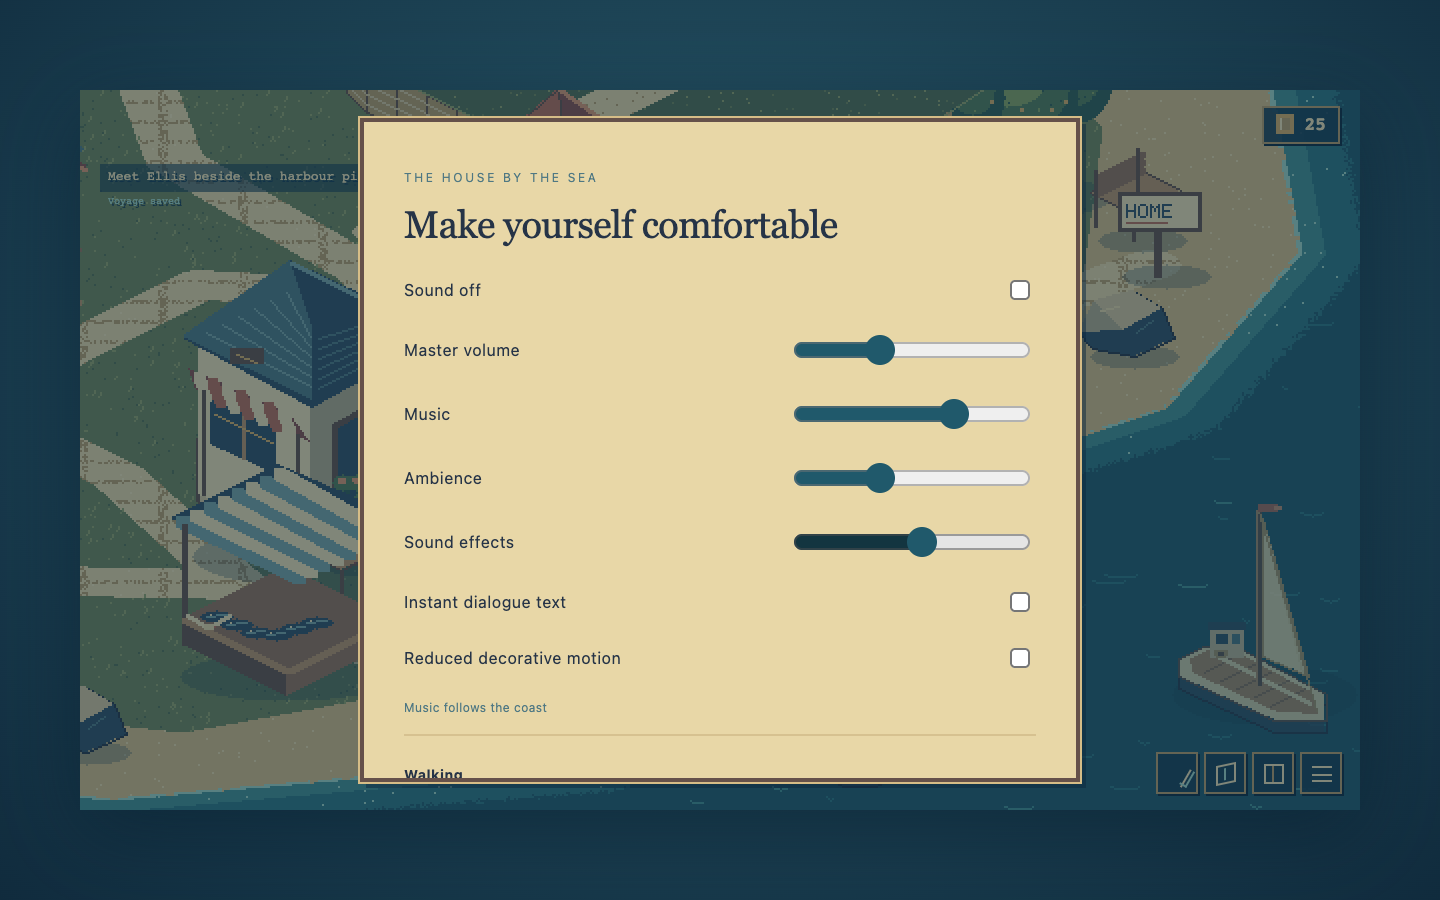 25
Meet Ellis beside the harbour pi
Voyage saved
HOME
THE HOUSE BY THE SEA
Make yourself comfortable
Sound off
Master volume
Music
Ambience
Sound effects
Instant dialogue text
Reduced decorative motion
Music follows the coast
Walking